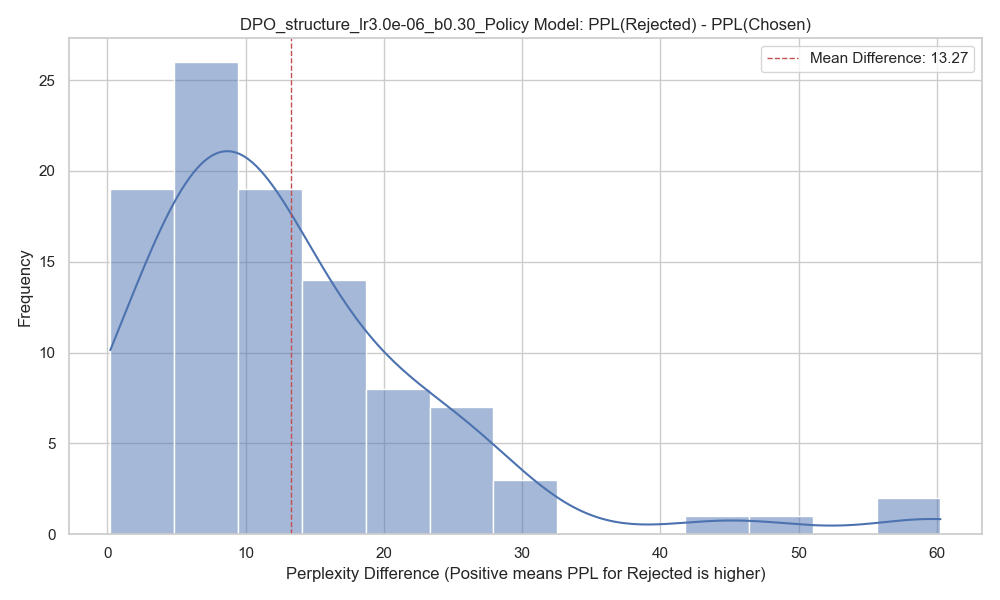 DPO_structure_lr3.0e-06_b0.30_Policy Model: PPL(Rejected) - PPL(Chosen)
Mean Difference: 13.27
Frequency
25
20
15
10
5
0
0 10 20 30 40 50 60
Perplexity Difference (Positive means PPL for Rejected is higher)